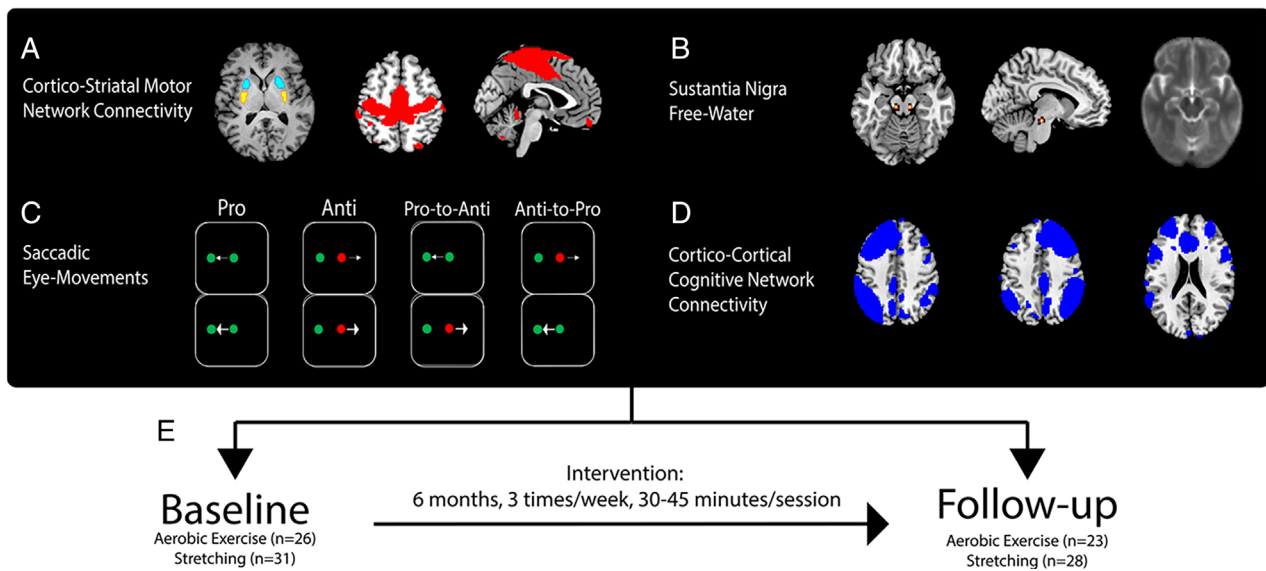 A
Cortico-Striatal Motor
Network Connectivity
B
Sustantia Nigra
Free-Water
C
Saccadic
Eye-Movements
Pro
Anti
Pro-to-Anti
Anti-to-Pro
D
Cortico-Cortical
Cognitive Network
Connectivity
E
Baseline
Aerobic Exercise (n=26)
Stretching (n=31)
Intervention:
6 months, 3 times/week, 30-45 minutes/session
Follow-up
Aerobic Exercise (n=23)
Stretching (n=28)